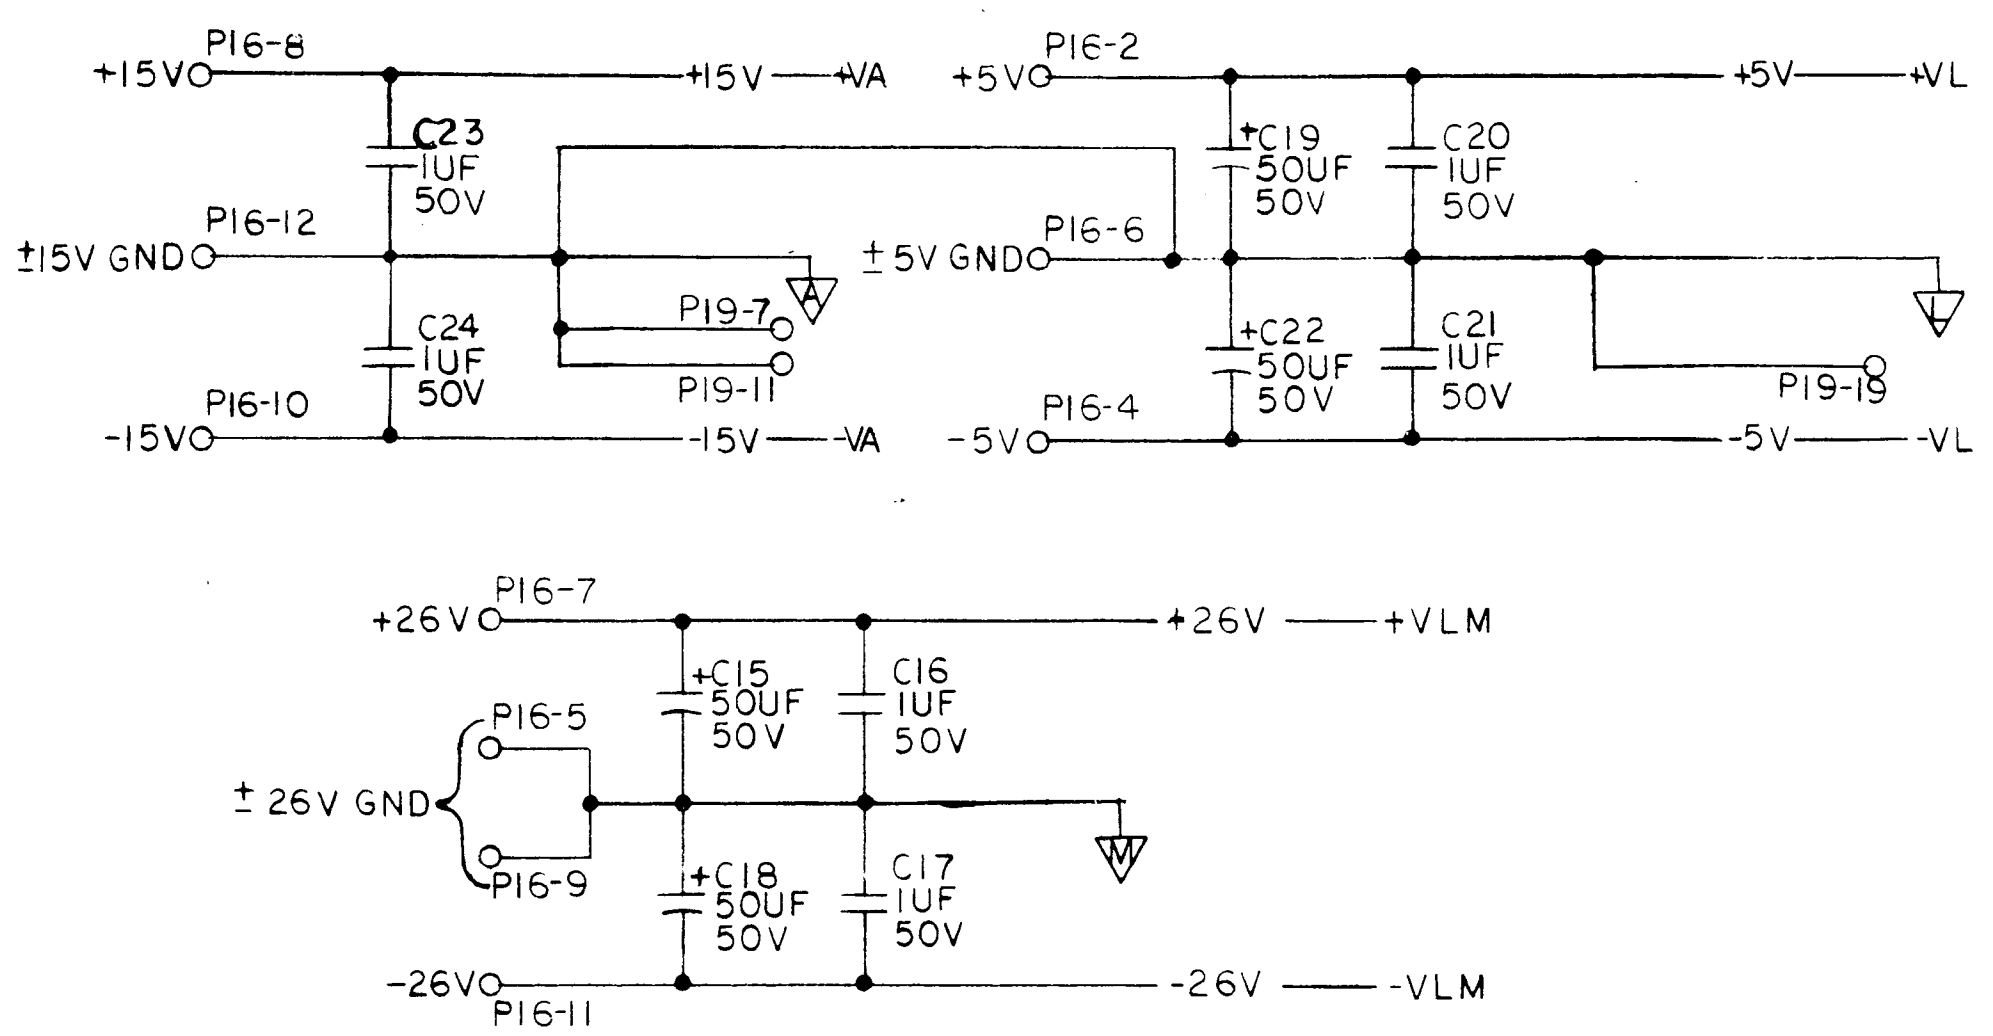 P16-8
+15V +15V +VA
C23
1UF
50V
P16-12
±15V GND
A
P19-7
C24
1UF
50V
P19-11
P16-10
-15V -15V -VA
P16-2
+5V +5V +VL
+C19
50UF
50V
C20
1UF
50V
P16-6
± 5V GND
L
+C22
50UF
50V
C21
1UF
50V
P19-19
P16-4
-5V -5V -VL
P16-7
+26V +26V +VLM
+C15
50UF
50V
C16
1UF
50V
P16-5
± 26V GND
M
P16-9
+C18
50UF
50V
C17
1UF
50V
-26V -26V -VLM
P16-11